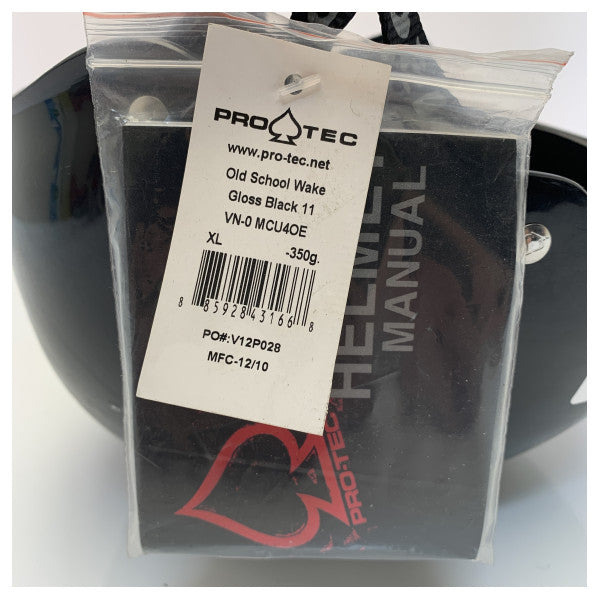 PRO TEC
www.pro-tec.net
Old School Wake
Gloss Black 11
VN-0 MCU4OE
XL -350g.
8 85928 43166 8
PO#:V12P028
MFC-12/10
HELMET
MANUAL
PRO-TEC